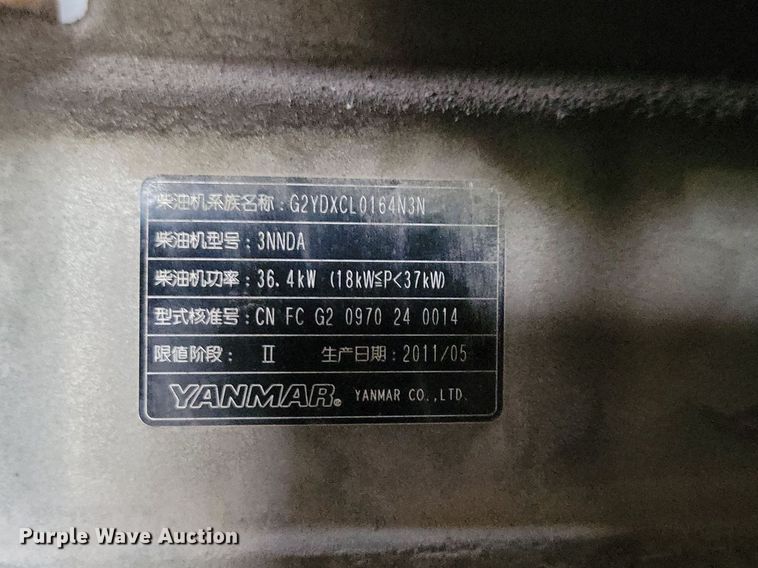 柴油机系族名称: G2YDXCL0164N3N
柴油机型号: 3NNDA
柴油机功率: 36.4kW (18kW≦P<37kW)
型式核准号: CN FC G2 0970 24 0014
限值阶段: Ⅱ 生产日期: 2011/05
YANMAR® YANMAR CO.,LTD.
Purple Wave Auction